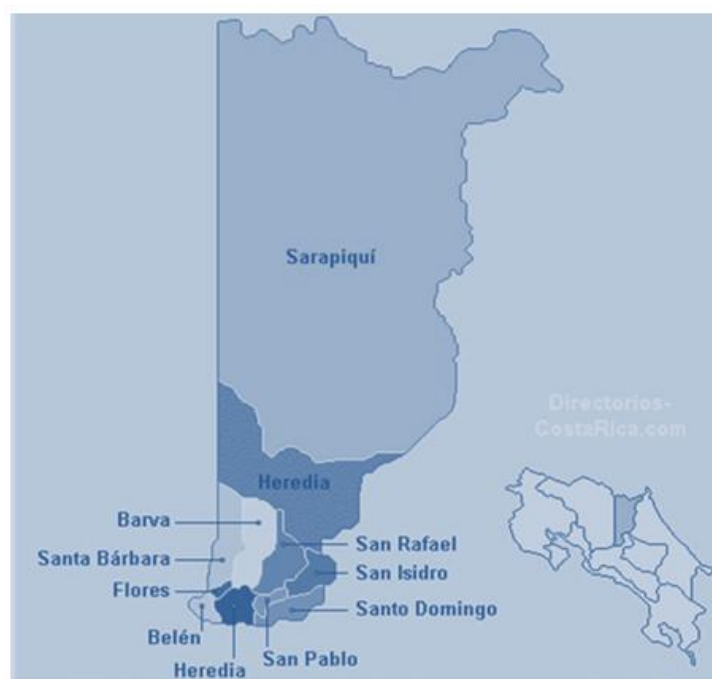 Sarapiquí
Directorios-
CostaRica.com
Heredia
Barva
San Rafael
Santa Bárbara
San Isidro
Flores
Santo Domingo
Belén
San Pablo
Heredia